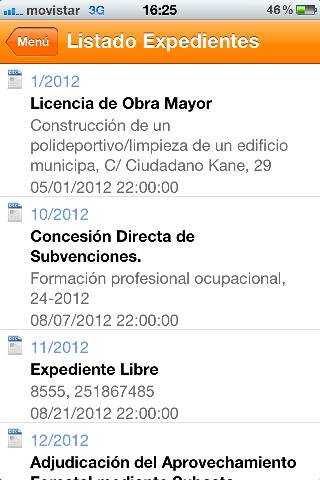 movistar 3G 16:25 46 %
Menú Listado Expedientes
1/2012
Licencia de Obra Mayor
Construcción de un
polideportivo/limpieza de un edificio
municipa, C/ Ciudadano Kane, 29
05/01/2012 22:00:00
10/2012
Concesión Directa de
Subvenciones.
Formación profesional ocupacional,
24-2012
08/07/2012 22:00:00
11/2012
Expediente Libre
8555, 251867485
08/21/2012 22:00:00
12/2012
Adjudicación del Aprovechamiento
Forestal mediante Subasta